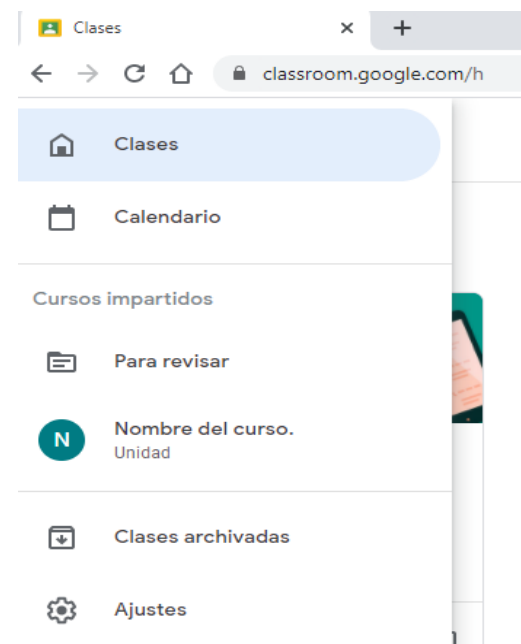 Clases
classroom.google.com/h
Clases
Calendario
Cursos impartidos
Para revisar
N
Nombre del curso.
Unidad
Clases archivadas
Ajustes